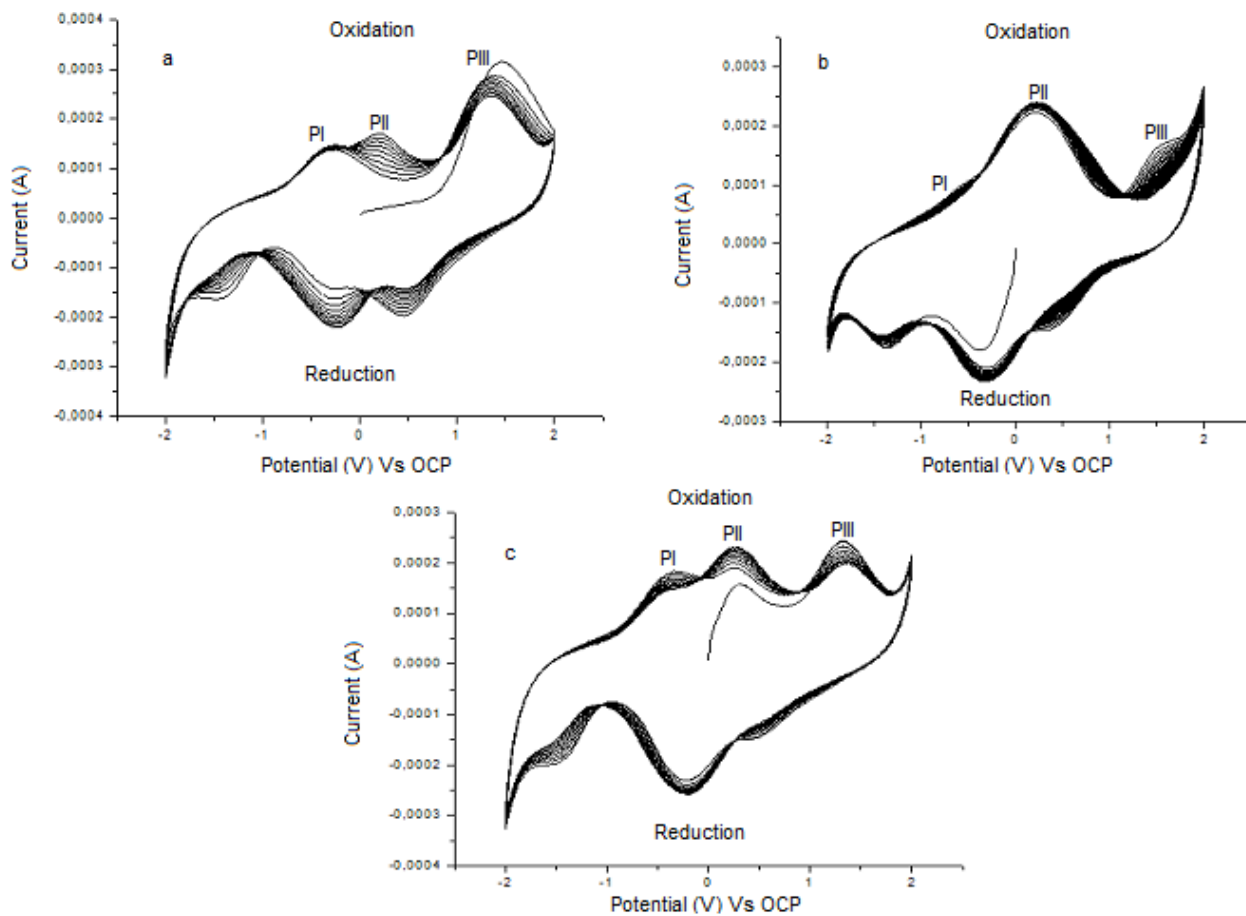 Oxidation
a
PI
PII
PIII
0,0004
0,0003
0,0002
0,0001
0,0000
-0,0001
-0,0002
-0,0003
-0,0004
Current (A)
Reduction
-2
-1
0
1
2
Potential (V) Vs OCP
Oxidation
b
PI
PII
PIII
0,0003
0,0002
0,0001
0,0000
-0,0001
-0,0002
-0,0003
Current (A)
Reduction
-2
-1
0
1
2
Potential (V) Vs OCP
Oxidation
c
PI
PII
PIII
0,0003
0,0002
0,0001
0,0000
-0,0001
-0,0002
-0,0003
-0,0004
Current (A)
Reduction
-2
-1
0
1
2
Potential (V) Vs OCP